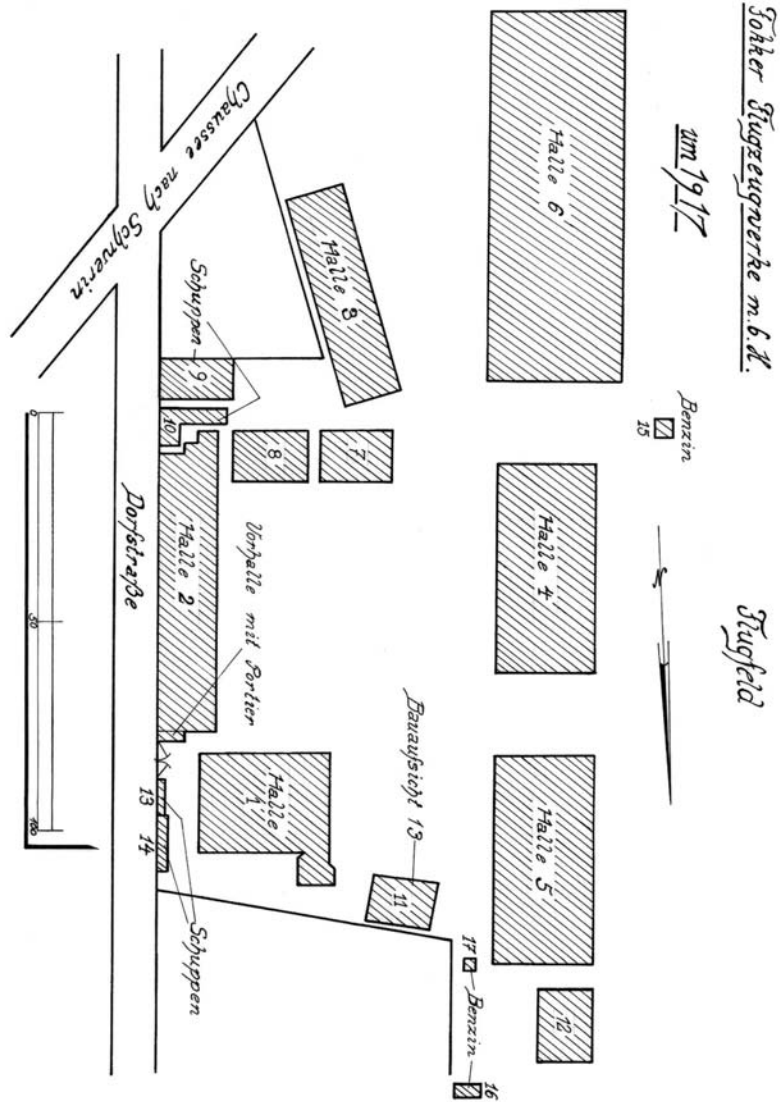 Fokker Flugzeugwerke m.b.H.
um 1917
Flugfeld
Benzin
15
Halle 6
Halle 4
Halle 5
12
16
Benzin
17
Halle 3
7
8
Bauaufsicht 13
11
Schuppen
9
10
Halle 2
Vorhalle mit Portier
Halle
1
13
14
Schuppen
Chaussee nach Schwerin
Dorfstraße
N
0
50
100